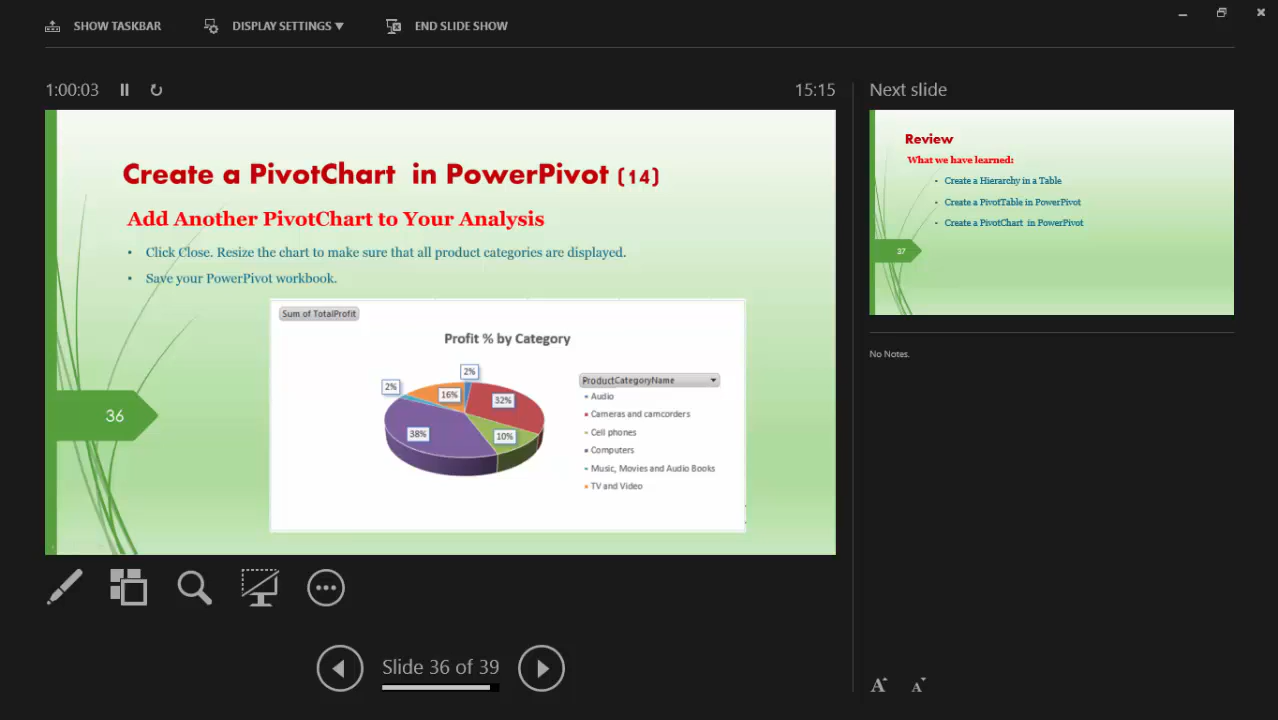 SHOW TASKBAR
DISPLAY SETTINGS ▼
END SLIDE SHOW
1:00:03
15:15
Create a PivotChart in PowerPivot (14)
Add Another PivotChart to Your Analysis
• Click Close. Resize the chart to make sure that all product categories are displayed.
• Save your PowerPivot workbook.
Sum of TotalProfit
Profit % by Category
2%
2%
16%
32%
38%
10%
ProductCategoryName
Audio
Cameras and camcorders
Cell phones
Computers
Music, Movies and Audio Books
TV and Video
36
Slide 36 of 39
Next slide
Review
What we have learned:
• Create a Hierarchy in a Table
• Create a PivotTable in PowerPivot
• Create a PivotChart in PowerPivot
37
No Notes.
A A